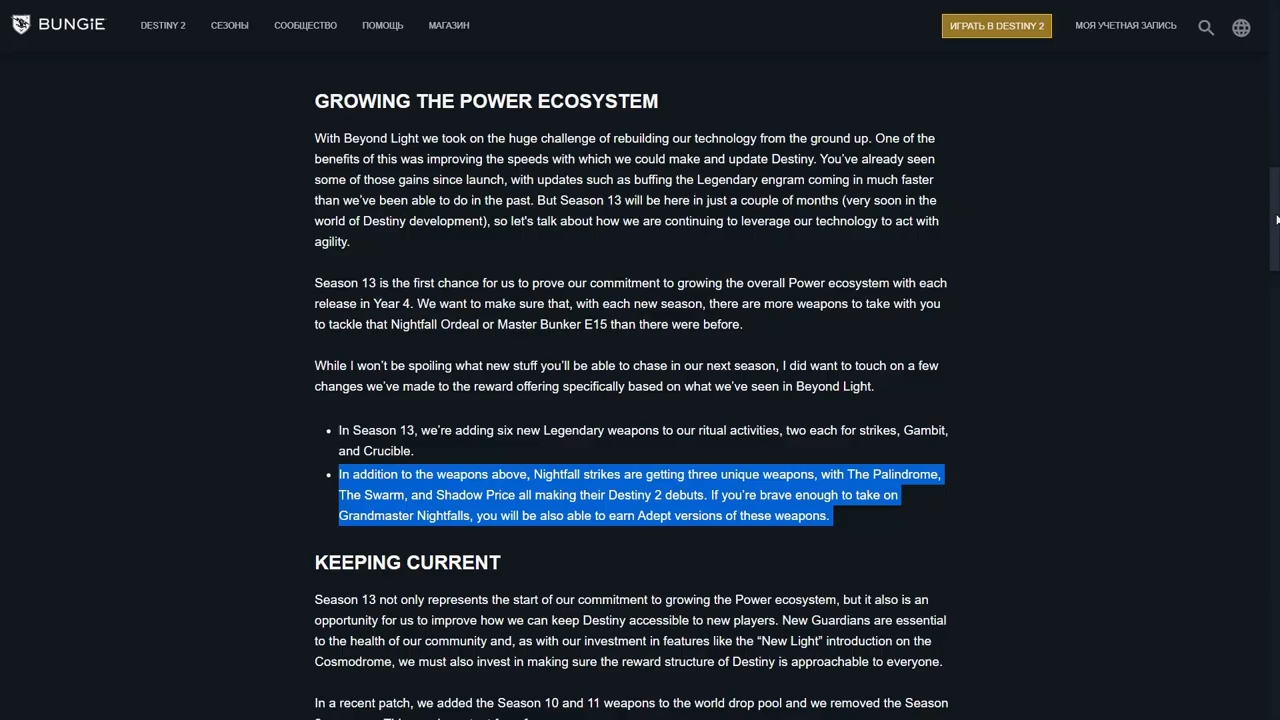 BUNGiE
DESTINY 2
СЕЗОНЫ
СООБЩЕСТВО
ПОМОЩЬ
МАГАЗИН
ИГРАТЬ В DESTINY 2
МОЯ УЧЕТНАЯ ЗАПИСЬ
GROWING THE POWER ECOSYSTEM
With Beyond Light we took on the huge challenge of rebuilding our technology from the ground up. One of the
benefits of this was improving the speeds with which we could make and update Destiny. You’ve already seen
some of those gains since launch, with updates such as buffing the Legendary engram coming in much faster
than we’ve been able to do in the past. But Season 13 will be here in just a couple of months (very soon in the
world of Destiny development), so let's talk about how we are continuing to leverage our technology to act with
agility.
Season 13 is the first chance for us to prove our commitment to growing the overall Power ecosystem with each
release in Year 4. We want to make sure that, with each new season, there are more weapons to take with you
to tackle that Nightfall Ordeal or Master Bunker E15 than there were before.
While I won’t be spoiling what new stuff you’ll be able to chase in our next season, I did want to touch on a few
changes we’ve made to the reward offering specifically based on what we’ve seen in Beyond Light.
• In Season 13, we’re adding six new Legendary weapons to our ritual activities, two each for strikes, Gambit,
and Crucible.
• In addition to the weapons above, Nightfall strikes are getting three unique weapons, with The Palindrome,
The Swarm, and Shadow Price all making their Destiny 2 debuts. If you’re brave enough to take on
Grandmaster Nightfalls, you will be also able to earn Adept versions of these weapons.
KEEPING CURRENT
Season 13 not only represents the start of our commitment to growing the Power ecosystem, but it also is an
opportunity for us to improve how we can keep Destiny accessible to new players. New Guardians are essential
to the health of our community and, as with our investment in features like the “New Light” introduction on the
Cosmodrome, we must also invest in making sure the reward structure of Destiny is approachable to everyone.
In a recent patch, we added the Season 10 and 11 weapons to the world drop pool and we removed the Season